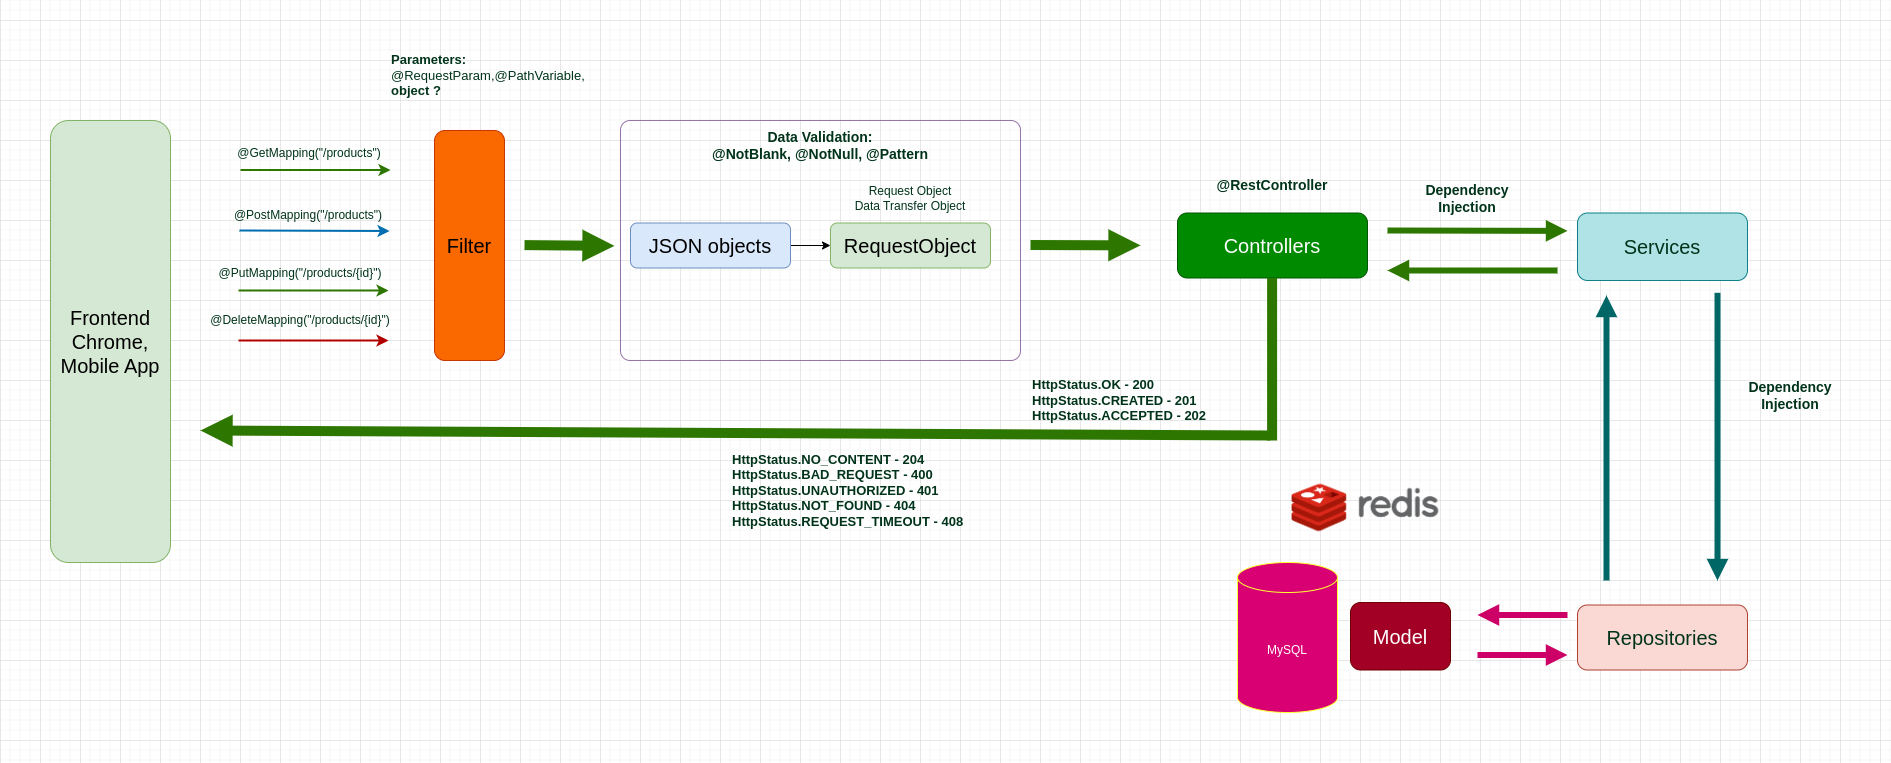 Parameters:
@RequestParam,@PathVariable,
object ?
@GetMapping("/products")
@PostMapping("/products")
@PutMapping("/products/{id}")
@DeleteMapping("/products/{id}")
Frontend
Chrome,
Mobile App
Filter
Data Validation:
@NotBlank, @NotNull, @Pattern
Request Object
Data Transfer Object
JSON objects
RequestObject
@RestController
Controllers
Dependency
Injection
Services
HttpStatus.OK - 200
HttpStatus.CREATED - 201
HttpStatus.ACCEPTED - 202
Dependency
Injection
HttpStatus.NO_CONTENT - 204
HttpStatus.BAD_REQUEST - 400
HttpStatus.UNAUTHORIZED - 401
HttpStatus.NOT_FOUND - 404
HttpStatus.REQUEST_TIMEOUT - 408
redis
MySQL
Model
Repositories